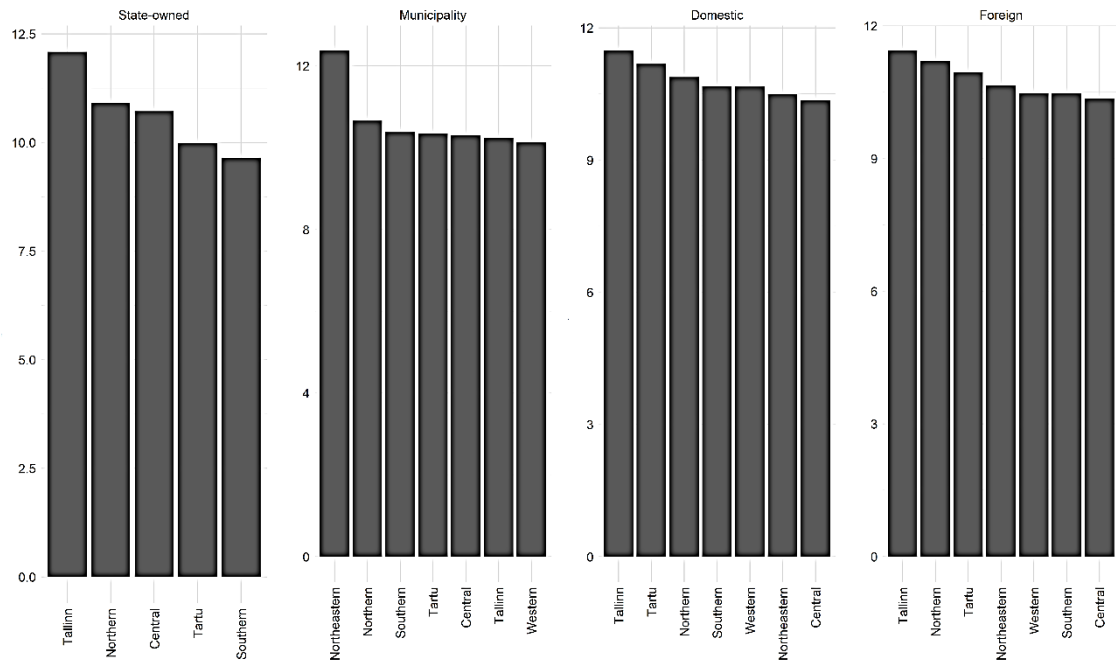 State-owned
12.5
10.0
7.5
5.0
2.5
0.0
Tallinn
Northern
Central
Tartu
Southern
Municipality
12
8
4
0
Northeastern
Northern
Southern
Tartu
Central
Tallinn
Western
Domestic
12
9
6
3
0
Tallinn
Tartu
Northern
Southern
Western
Northeastern
Central
Foreign
12
9
6
3
0
Tallinn
Northern
Tartu
Northeastern
Western
Southern
Central